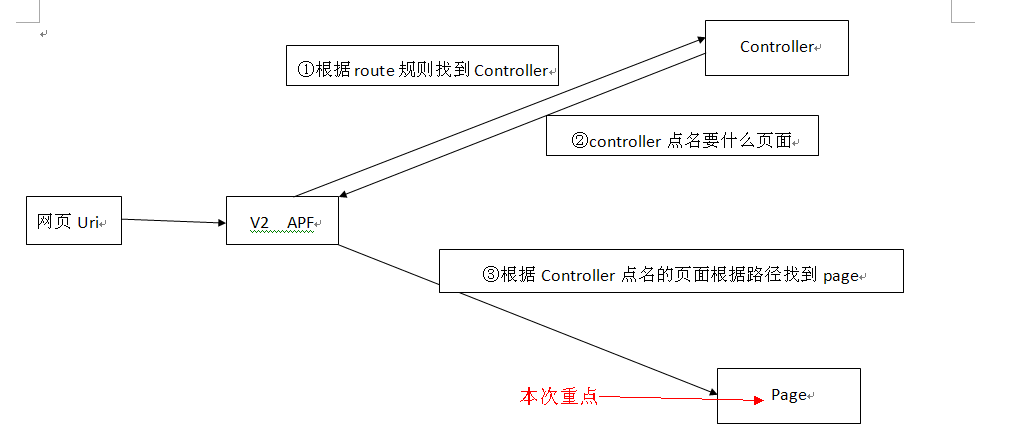 Controller
①根据 route 规则找到 Controller
②controller 点名要什么页面
网页 Uri
V2 APF
③根据 Controller 点名的页面根据路径找到 page
本次重点
Page